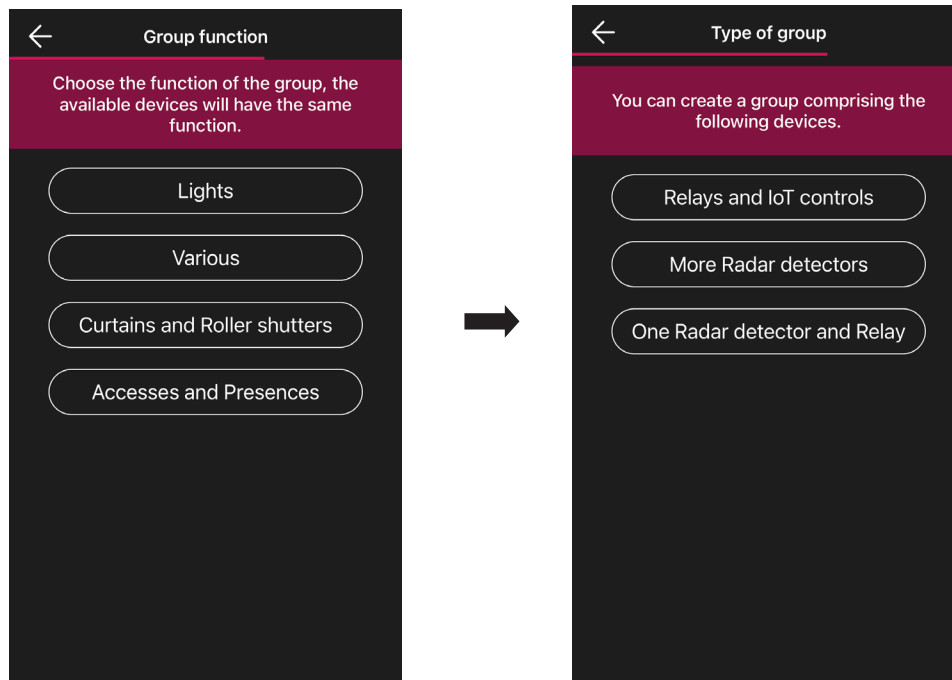 Group function
Choose the function of the group, the
available devices will have the same
function.
Lights
Various
Curtains and Roller shutters
Accesses and Presences
Type of group
You can create a group comprising the
following devices.
Relays and IoT controls
More Radar detectors
One Radar detector and Relay